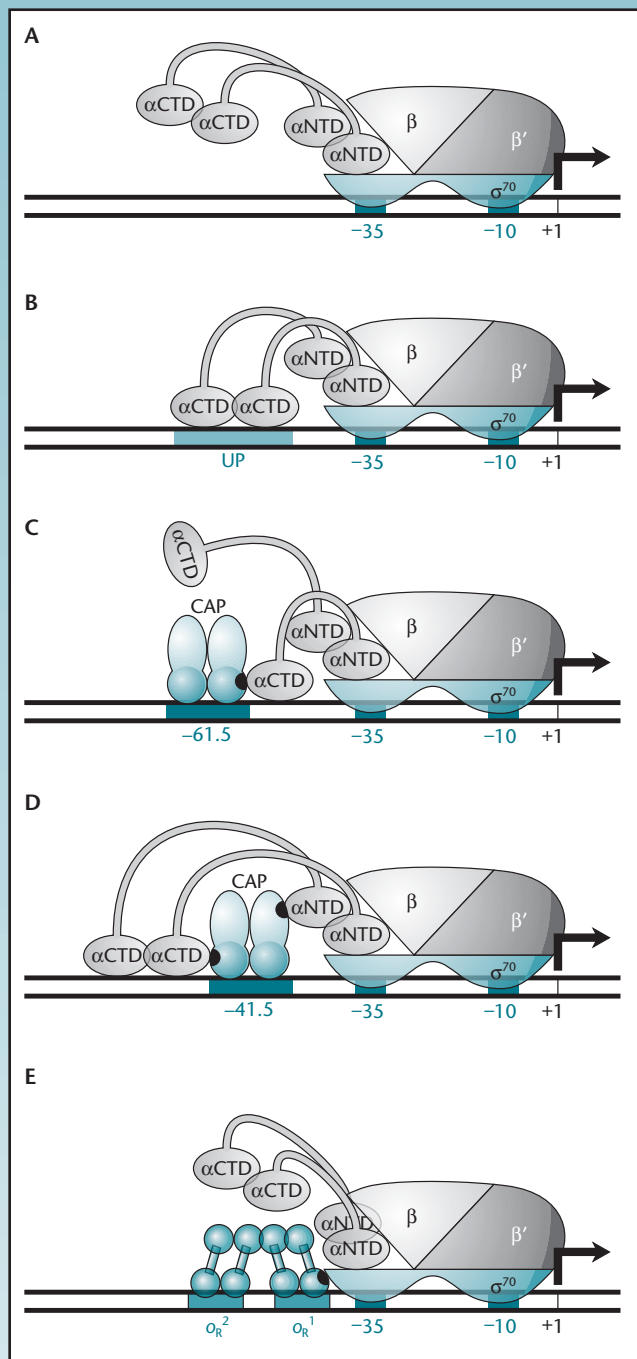 A
αCTD αCTD αNTD αNTD β β′ σ⁷⁰
−35 −10 +1
B
αCTD αCTD αNTD αNTD β β′ σ⁷⁰
UP −35 −10 +1
C
αCTD CAP αCTD αNTD αNTD β β′ σ⁷⁰
−61.5 −35 −10 +1
D
αCTD αCTD CAP αNTD αNTD β β′ σ⁷⁰
−41.5 −35 −10 +1
E
αCTD αCTD αNTD αNTD β β′ σ⁷⁰
oR² oR¹ −35 −10 +1